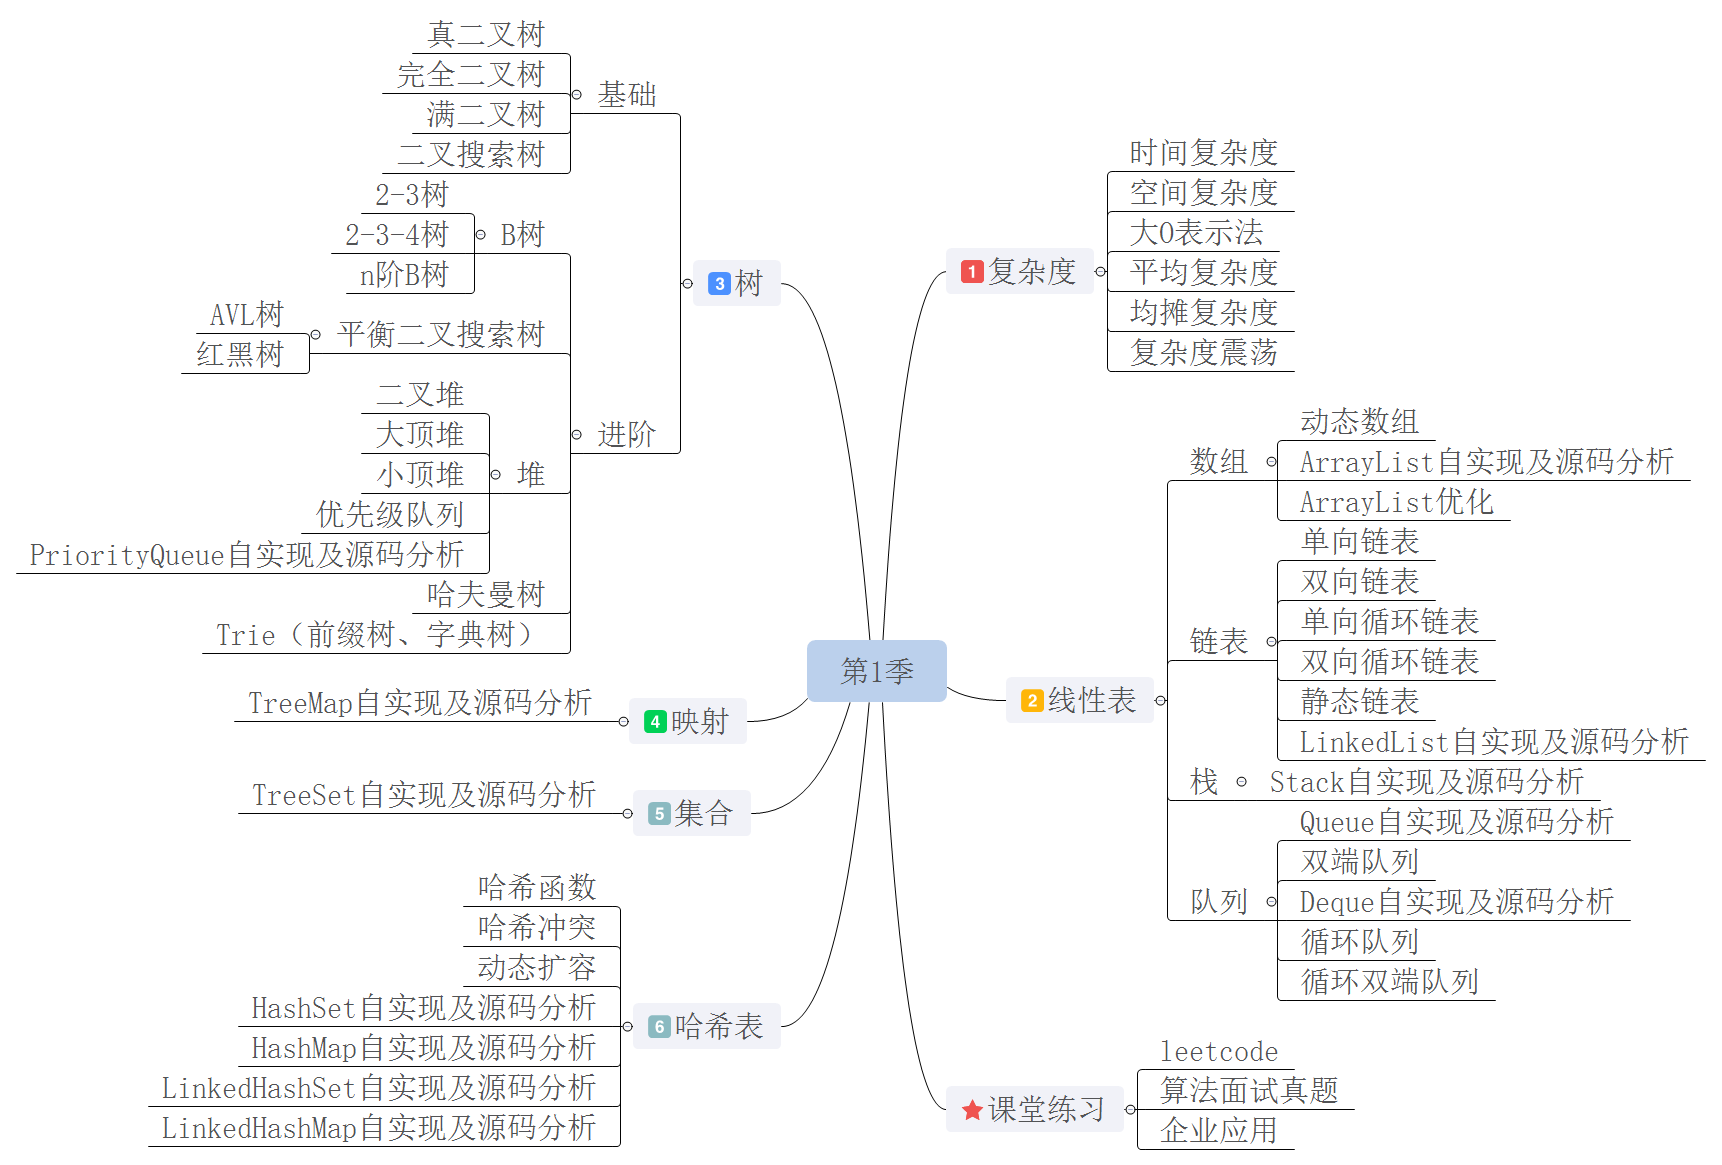 第1季
1 复杂度
时间复杂度
空间复杂度
大O表示法
平均复杂度
均摊复杂度
复杂度震荡
2 线性表
数组
动态数组
ArrayList自实现及源码分析
ArrayList优化
链表
单向链表
双向链表
单向循环链表
双向循环链表
静态链表
LinkedList自实现及源码分析
栈
Stack自实现及源码分析
队列
Queue自实现及源码分析
双端队列
Deque自实现及源码分析
循环队列
循环双端队列
3 树
基础
真二叉树
完全二叉树
满二叉树
二叉搜索树
进阶
B树
2-3树
2-3-4树
n阶B树
平衡二叉搜索树
AVL树
红黑树
堆
二叉堆
大顶堆
小顶堆
优先级队列
PriorityQueue自实现及源码分析
哈夫曼树
Trie（前缀树、字典树）
4 映射
TreeMap自实现及源码分析
5 集合
TreeSet自实现及源码分析
6 哈希表
哈希函数
哈希冲突
动态扩容
HashSet自实现及源码分析
HashMap自实现及源码分析
LinkedHashSet自实现及源码分析
LinkedHashMap自实现及源码分析
课堂练习
leetcode
算法面试真题
企业应用